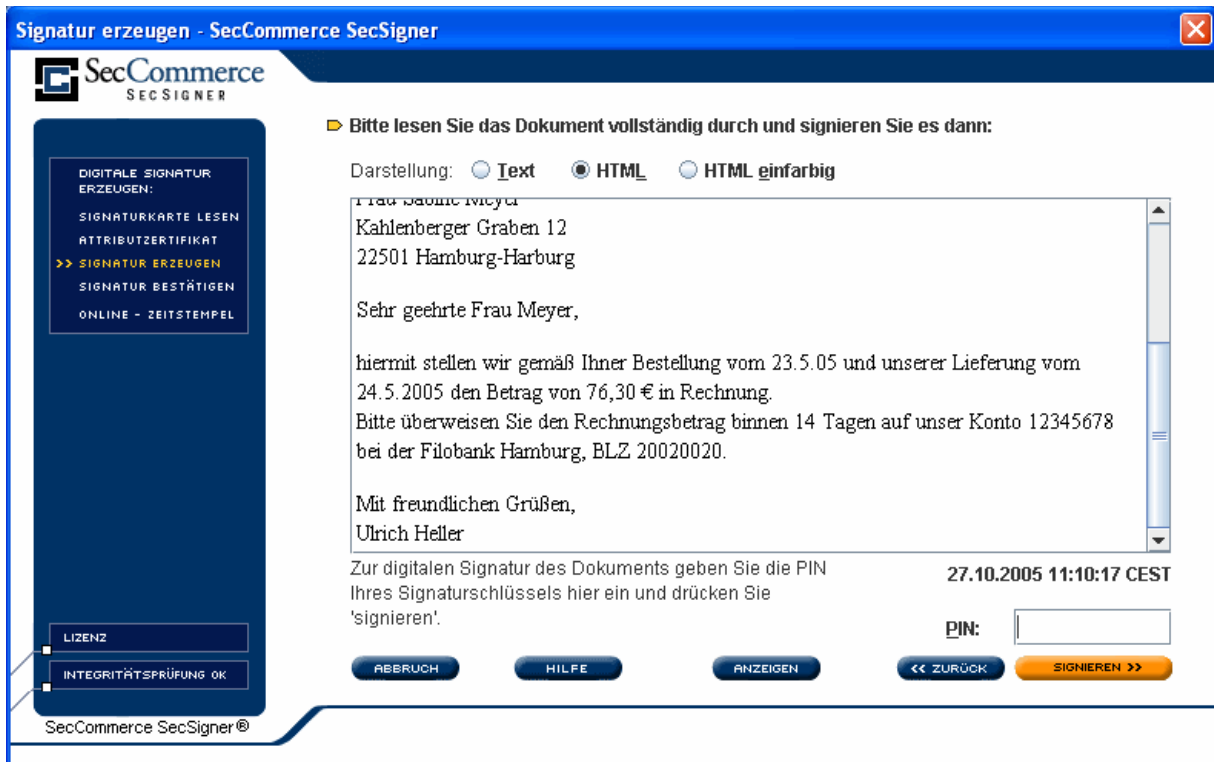 Signatur erzeugen - SecCommerce SecSigner
SecCommerce
SECSIGNER
DIGITALE SIGNATUR
ERZEUGEN:
SIGNATURKARTE LESEN
ATTRIBUTZERTIFIKAT
>> SIGNATUR ERZEUGEN
SIGNATUR BESTÄTIGEN
ONLINE - ZEITSTEMPEL
LIZENZ
INTEGRITÄTSPRÜFUNG OK
SecCommerce SecSigner®
Bitte lesen Sie das Dokument vollständig durch und signieren Sie es dann:
Darstellung: Text HTML HTML einfarbig
Frau Sabine Meyer
Kahlenberger Graben 12
22501 Hamburg-Harburg
Sehr geehrte Frau Meyer,
hiermit stellen wir gemäß Ihner Bestellung vom 23.5.05 und unserer Lieferung vom
24.5.2005 den Betrag von 76,30 € in Rechnung.
Bitte überweisen Sie den Rechnungsbetrag binnen 14 Tagen auf unser Konto 12345678
bei der Filobank Hamburg, BLZ 20020020.
Mit freundlichen Grüßen,
Ulrich Heller
Zur digitalen Signatur des Dokuments geben Sie die PIN
Ihres Signaturschlüssels hier ein und drücken Sie
'signieren'.
27.10.2005 11:10:17 CEST
PIN:
ABBRUCH HILFE ANZEIGEN << ZURÜCK SIGNIEREN >>